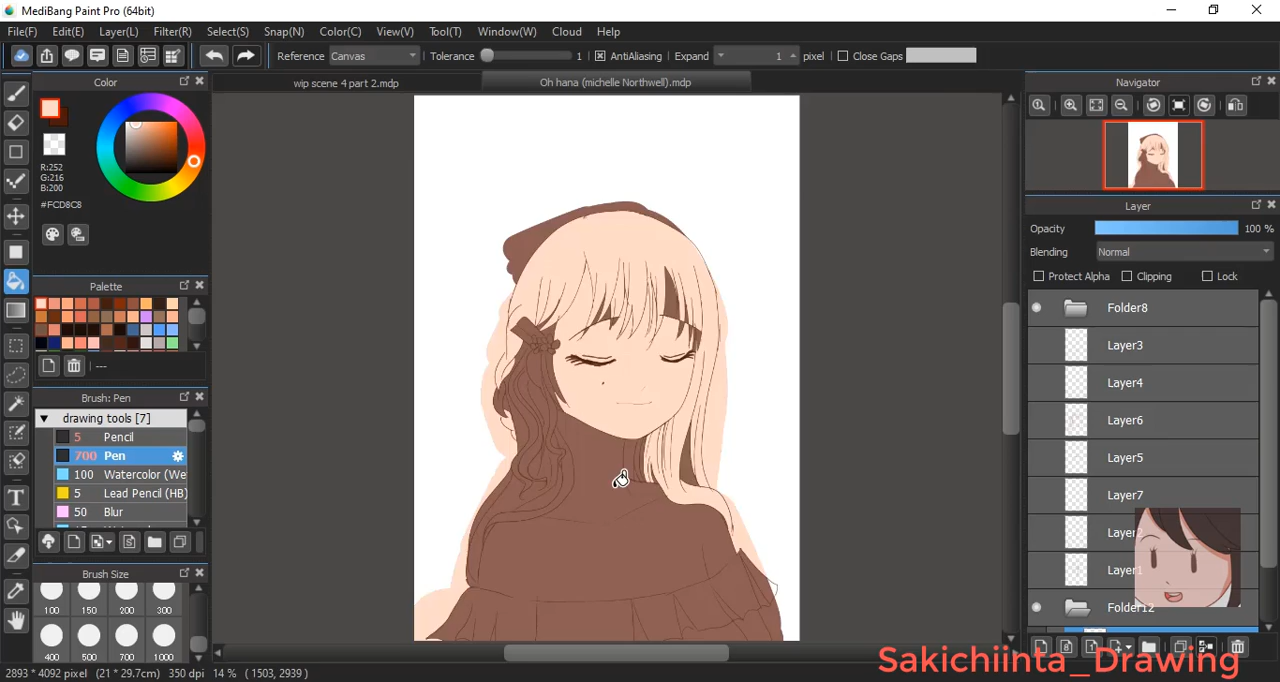 MediBang Paint Pro (64bit)
File(F) Edit(E) Layer(L) Filter(R) Select(S) Snap(N) Color(C) View(V) Tool(T) Window(W) Cloud Help
Reference Canvas Tolerance 1 AntiAliasing Expand 1 pixel Close Gaps
Color
wip scene 4 part 2.mdp
Oh hana (michelle Northwell).mdp
Navigator
R:252
G:216
B:200
#FCD8C8
Layer
Opacity 100 %
Blending Normal
Protect Alpha Clipping Lock
Palette
---
Folder8
Layer3
Layer4
Layer6
Layer5
Layer7
Layer2
Layer1
Folder12
Brush: Pen
drawing tools [7]
5 Pencil
700 Pen
100 Watercolor (We
5 Lead Pencil (HB)
50 Blur
Brush Size
100 150 200 300
400 500 700 1000
Sakichiinta_Drawing
2893 * 4092 pixel (21 * 29.7cm) 350 dpi 14 % ( 1503, 2939 )